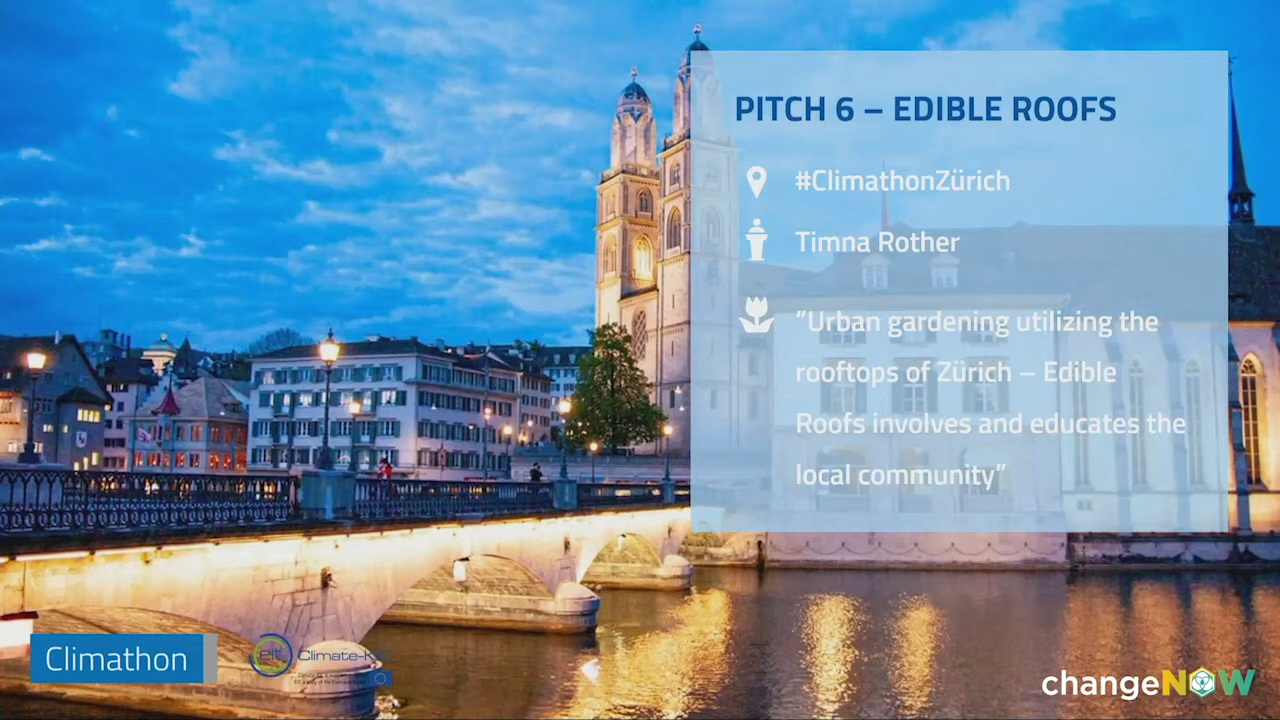 PITCH 6 – EDIBLE ROOFS
#ClimathonZürich
Timna Rother
”Urban gardening utilizing the
rooftops of Zürich – Edible
Roofs involves and educates the
local community”
Climathon
eit Climate-KIC
changeNOW